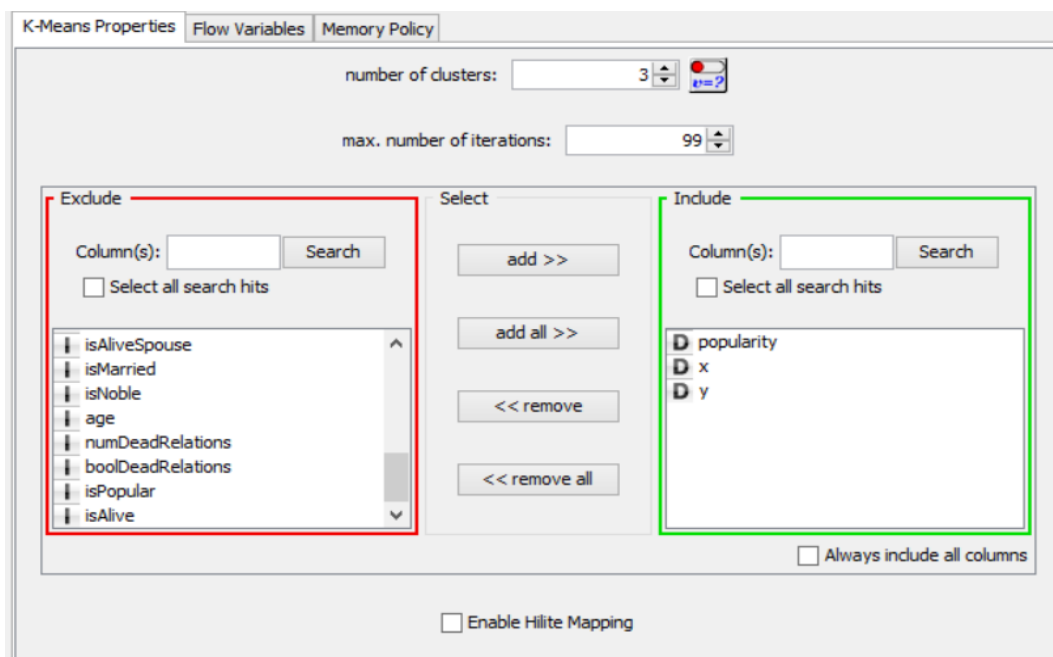 K-Means Properties Flow Variables Memory Policy
number of clusters: 3 v=?
max. number of iterations: 99
Exclude Select Include
Column(s): Search add >> Column(s): Search
Select all search hits Select all search hits
add all >>
I isAliveSpouse D popularity
I isMarried D x
I isNoble D y
I age << remove
I numDeadRelations
I boolDeadRelations
I isPopular << remove all
I isAlive
Always include all columns
Enable Hilite Mapping